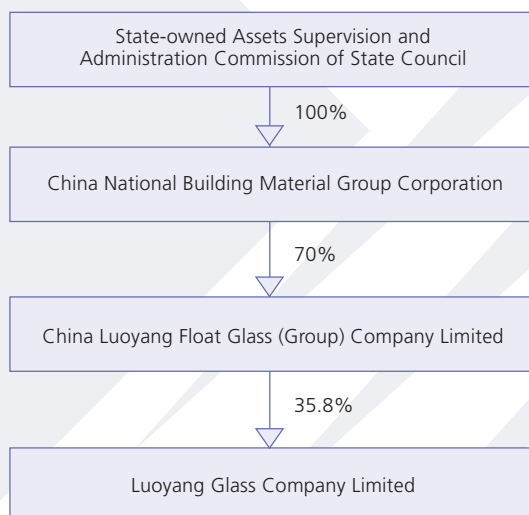 State-owned Assets Supervision and
Administration Commission of State Council
100%
China National Building Material Group Corporation
70%
China Luoyang Float Glass (Group) Company Limited
35.8%
Luoyang Glass Company Limited